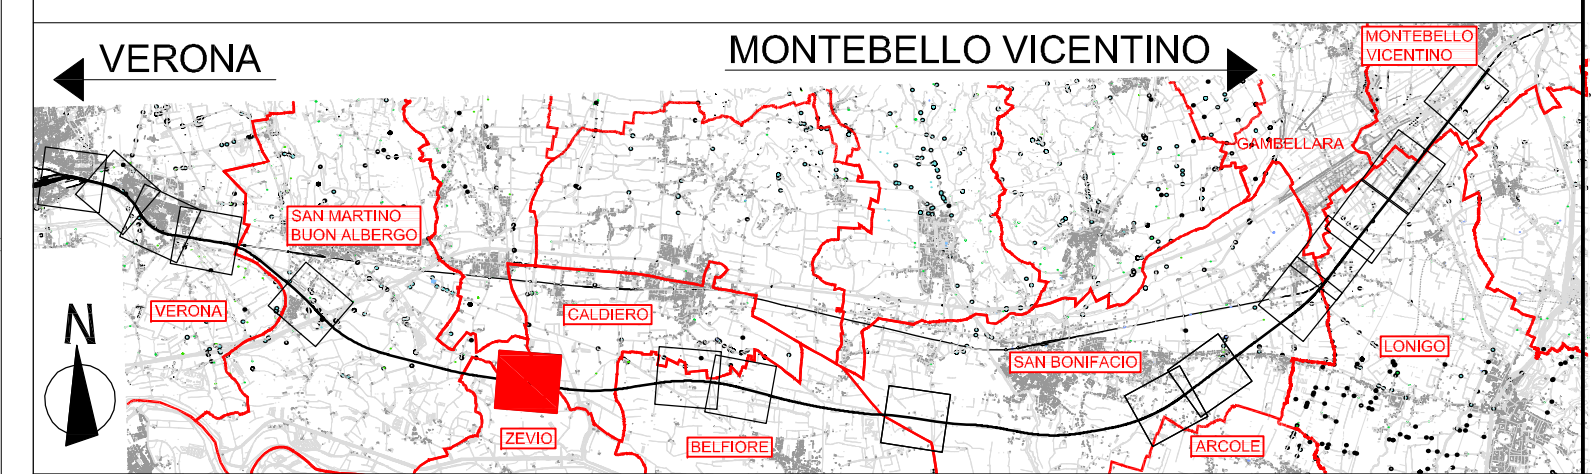 VERONA
MONTEBELLO VICENTINO
MONTEBELLO
VICENTINO
GAMBELLARA
SAN MARTINO
BUON ALBERGO
VERONA
N
CALDIERO
SAN BONIFACIO
LONIGO
ZEVIO
BELFIORE
ARCOLE